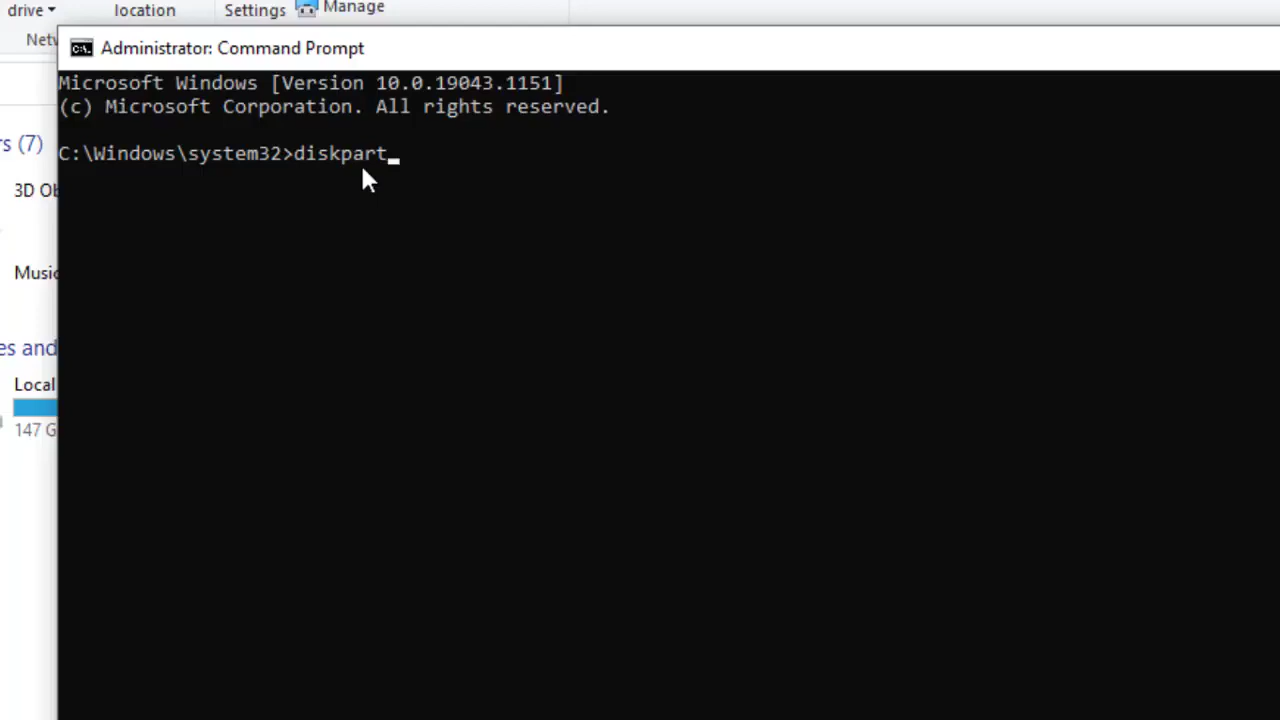 drive
location
Settings
Manage
Administrator: Command Prompt
Microsoft Windows [Version 10.0.19043.1151]
(c) Microsoft Corporation. All rights reserved.
C:\Windows\system32>diskpart
rs (7)
3D Ob
Music
es and
Local
147 G